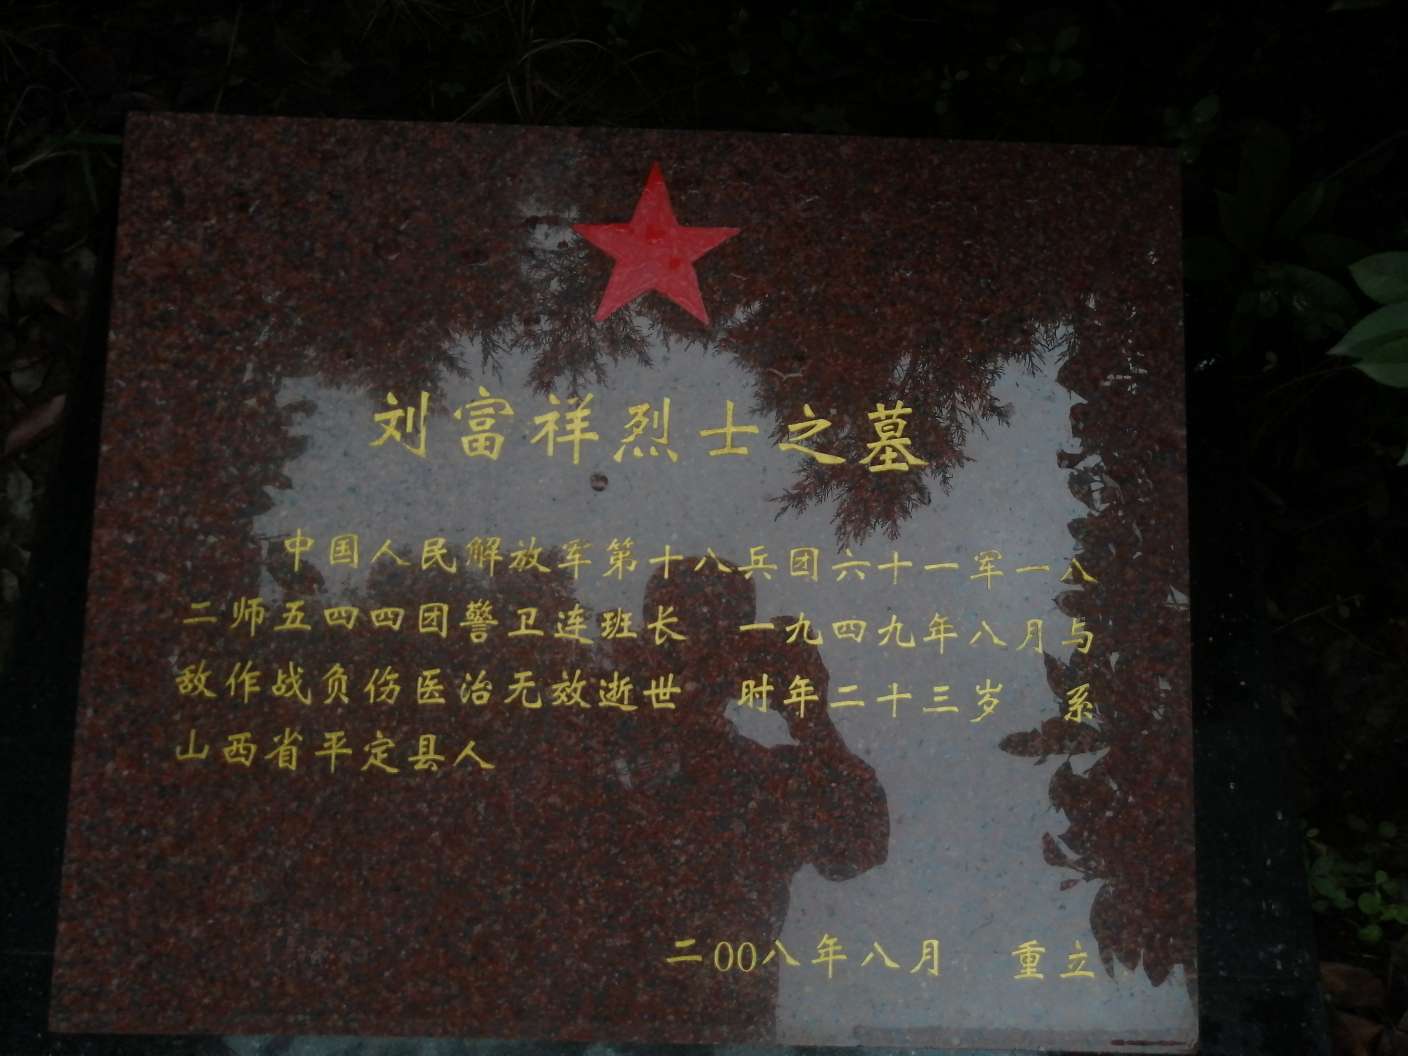 刘富祥烈士之墓
中国人民解放军第十八兵团六十一军一八
二师五四四团警卫连班长　一九四九年八月与
敌作战负伤医治无效逝世　时年二十三岁　系
山西省平定县人
二00八年八月　重立